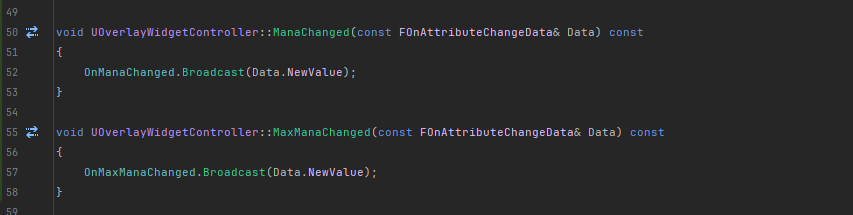 49
50 void UOverlayWidgetController::ManaChanged(const FOnAttributeChangeData& Data) const
51 {
52     OnManaChanged.Broadcast(Data.NewValue);
53 }
54
55 void UOverlayWidgetController::MaxManaChanged(const FOnAttributeChangeData& Data) const
56 {
57     OnMaxManaChanged.Broadcast(Data.NewValue);
58 }
59